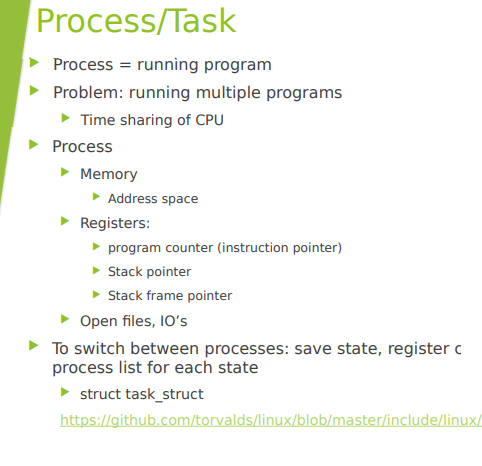 Process/Task
Process = running program
Problem: running multiple programs
Time sharing of CPU
Process
Memory
Address space
Registers:
program counter (instruction pointer)
Stack pointer
Stack frame pointer
Open files, IO's
To switch between processes: save state, register
process list for each state
struct task_struct
https://github.com/torvalds/linux/blob/master/include/linux/